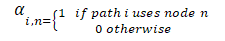 α i,n={1 if path i uses node n
0 otherwise